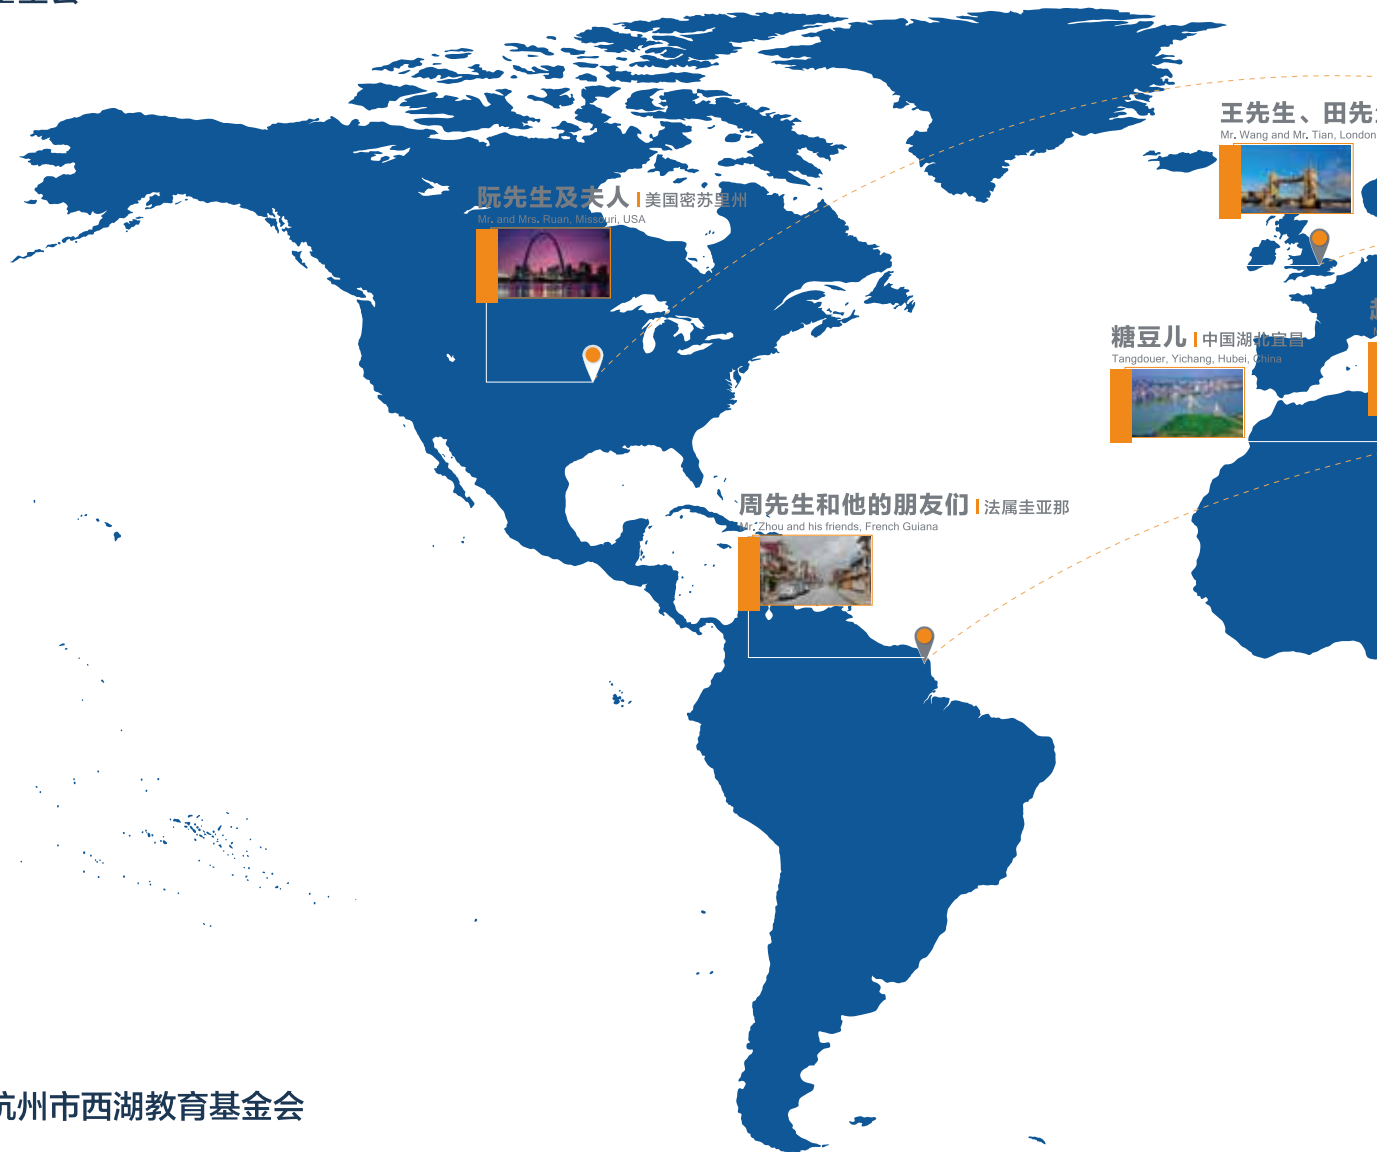 王先生、田先
Mr. Wang and Mr. Tian, London
阮先生及夫人 | 美国密苏里州
Mr. and Mrs. Ruan, Missouri, USA
糖豆儿 | 中国湖北宜昌
Tangdouer, Yichang, Hubei, China
周先生和他的朋友们 | 法属圭亚那
Mr. Zhou and his friends, French Guiana
杭州市西湖教育基金会